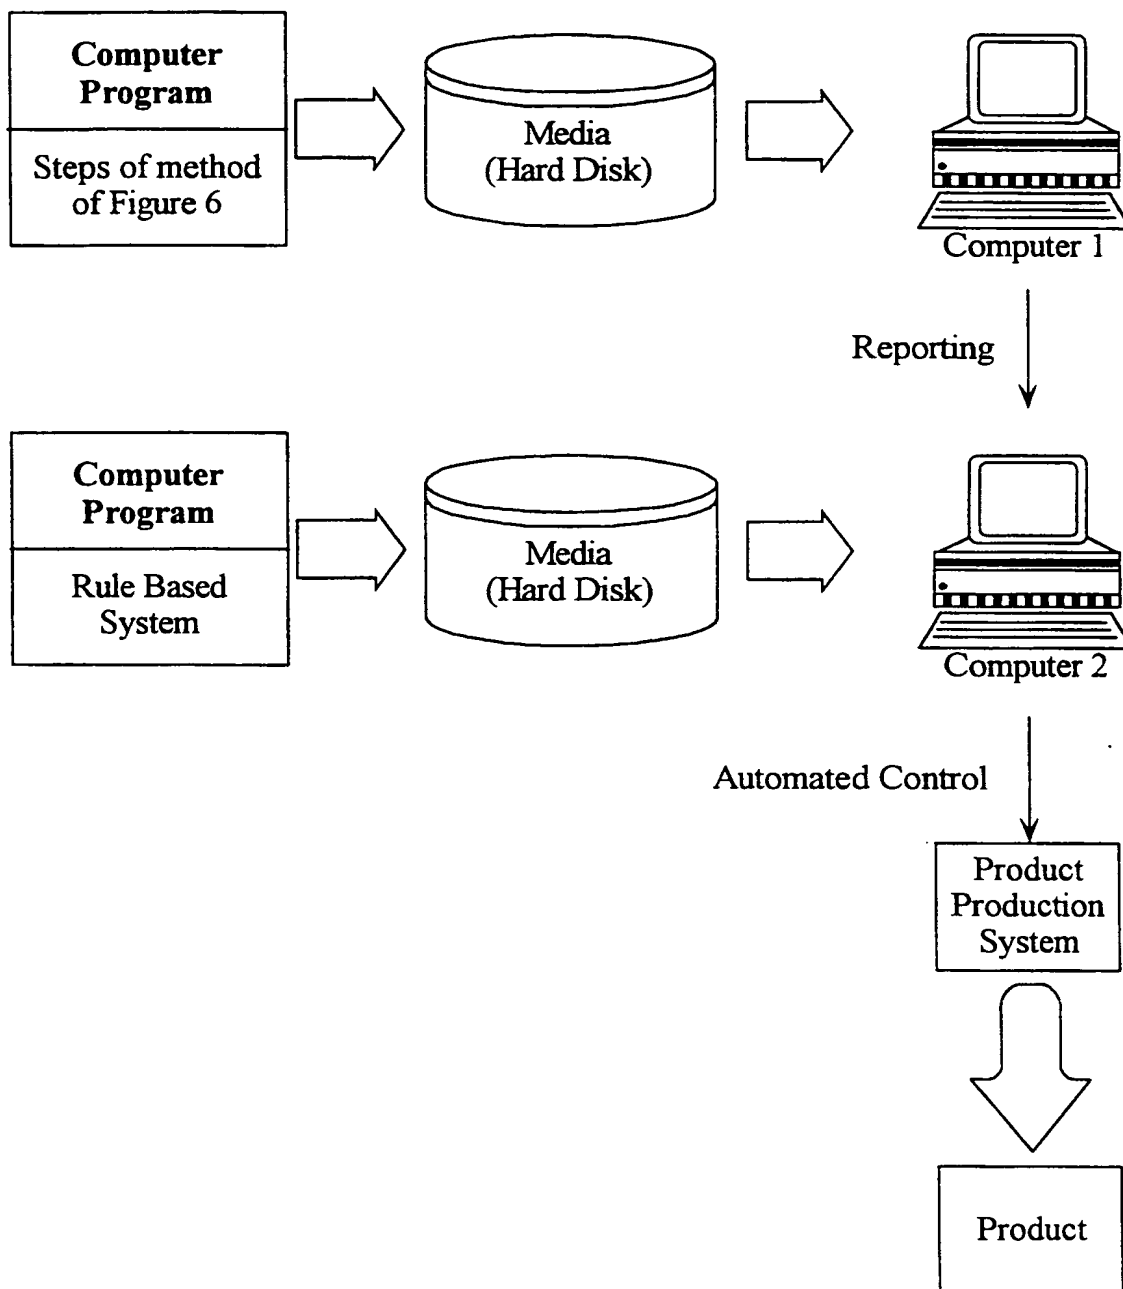 Computer
Program
Steps of method
of Figure 6
Media
(Hard Disk)
Computer 1
Reporting
Computer
Program
Rule Based
System
Media
(Hard Disk)
Computer 2
Automated Control
Product
Production
System
Product